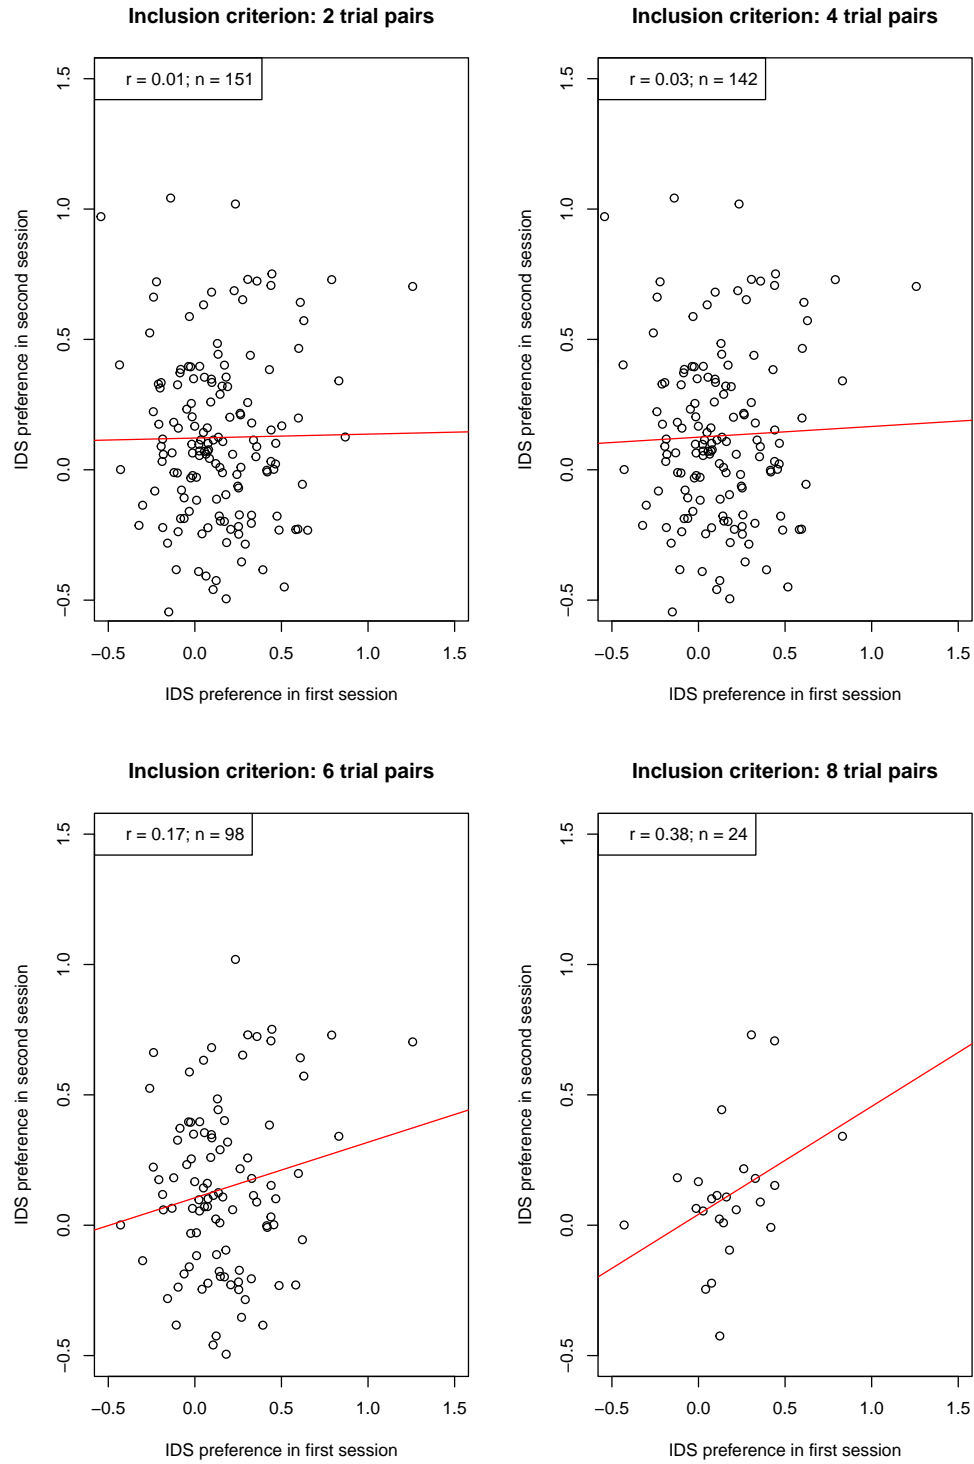 Inclusion criterion: 2 trial pairs
r = 0.01; n = 151
1.5
1.0
0.5
0.0
−0.5
IDS preference in second session
−0.5 0.0 0.5 1.0 1.5
IDS preference in first session
Inclusion criterion: 4 trial pairs
r = 0.03; n = 142
1.5
1.0
0.5
0.0
−0.5
IDS preference in second session
−0.5 0.0 0.5 1.0 1.5
IDS preference in first session
Inclusion criterion: 6 trial pairs
r = 0.17; n = 98
1.5
1.0
0.5
0.0
−0.5
IDS preference in second session
−0.5 0.0 0.5 1.0 1.5
IDS preference in first session
Inclusion criterion: 8 trial pairs
r = 0.38; n = 24
1.5
1.0
0.5
0.0
−0.5
IDS preference in second session
−0.5 0.0 0.5 1.0 1.5
IDS preference in first session